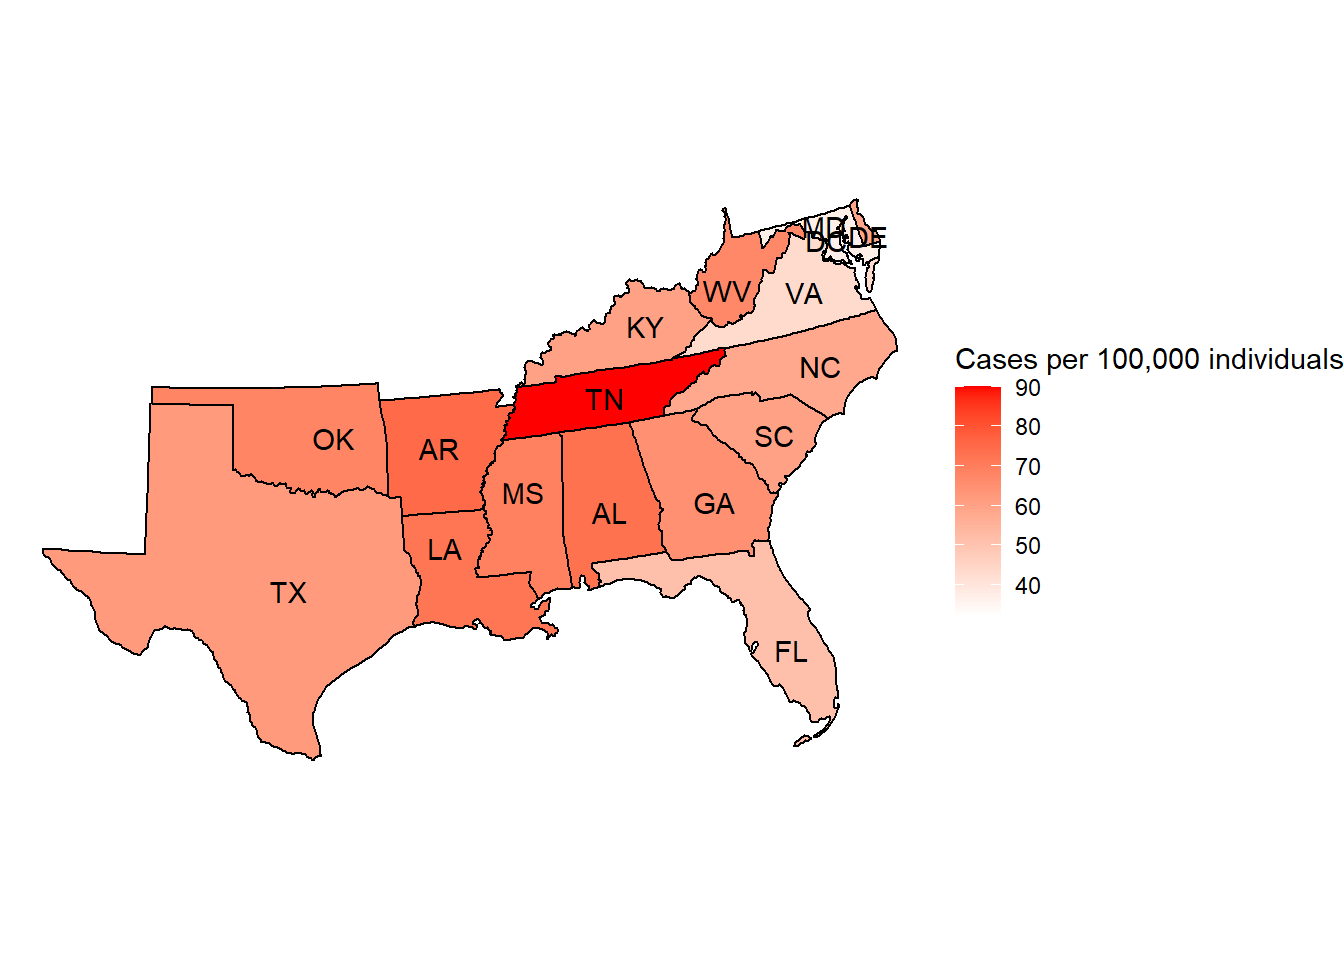 MD
DC
DE
WV
VA
KY
NC
TN
SC
OK
AR
MS
AL
GA
LA
TX
FL
Cases per 100,000 individuals
90
80
70
60
50
40